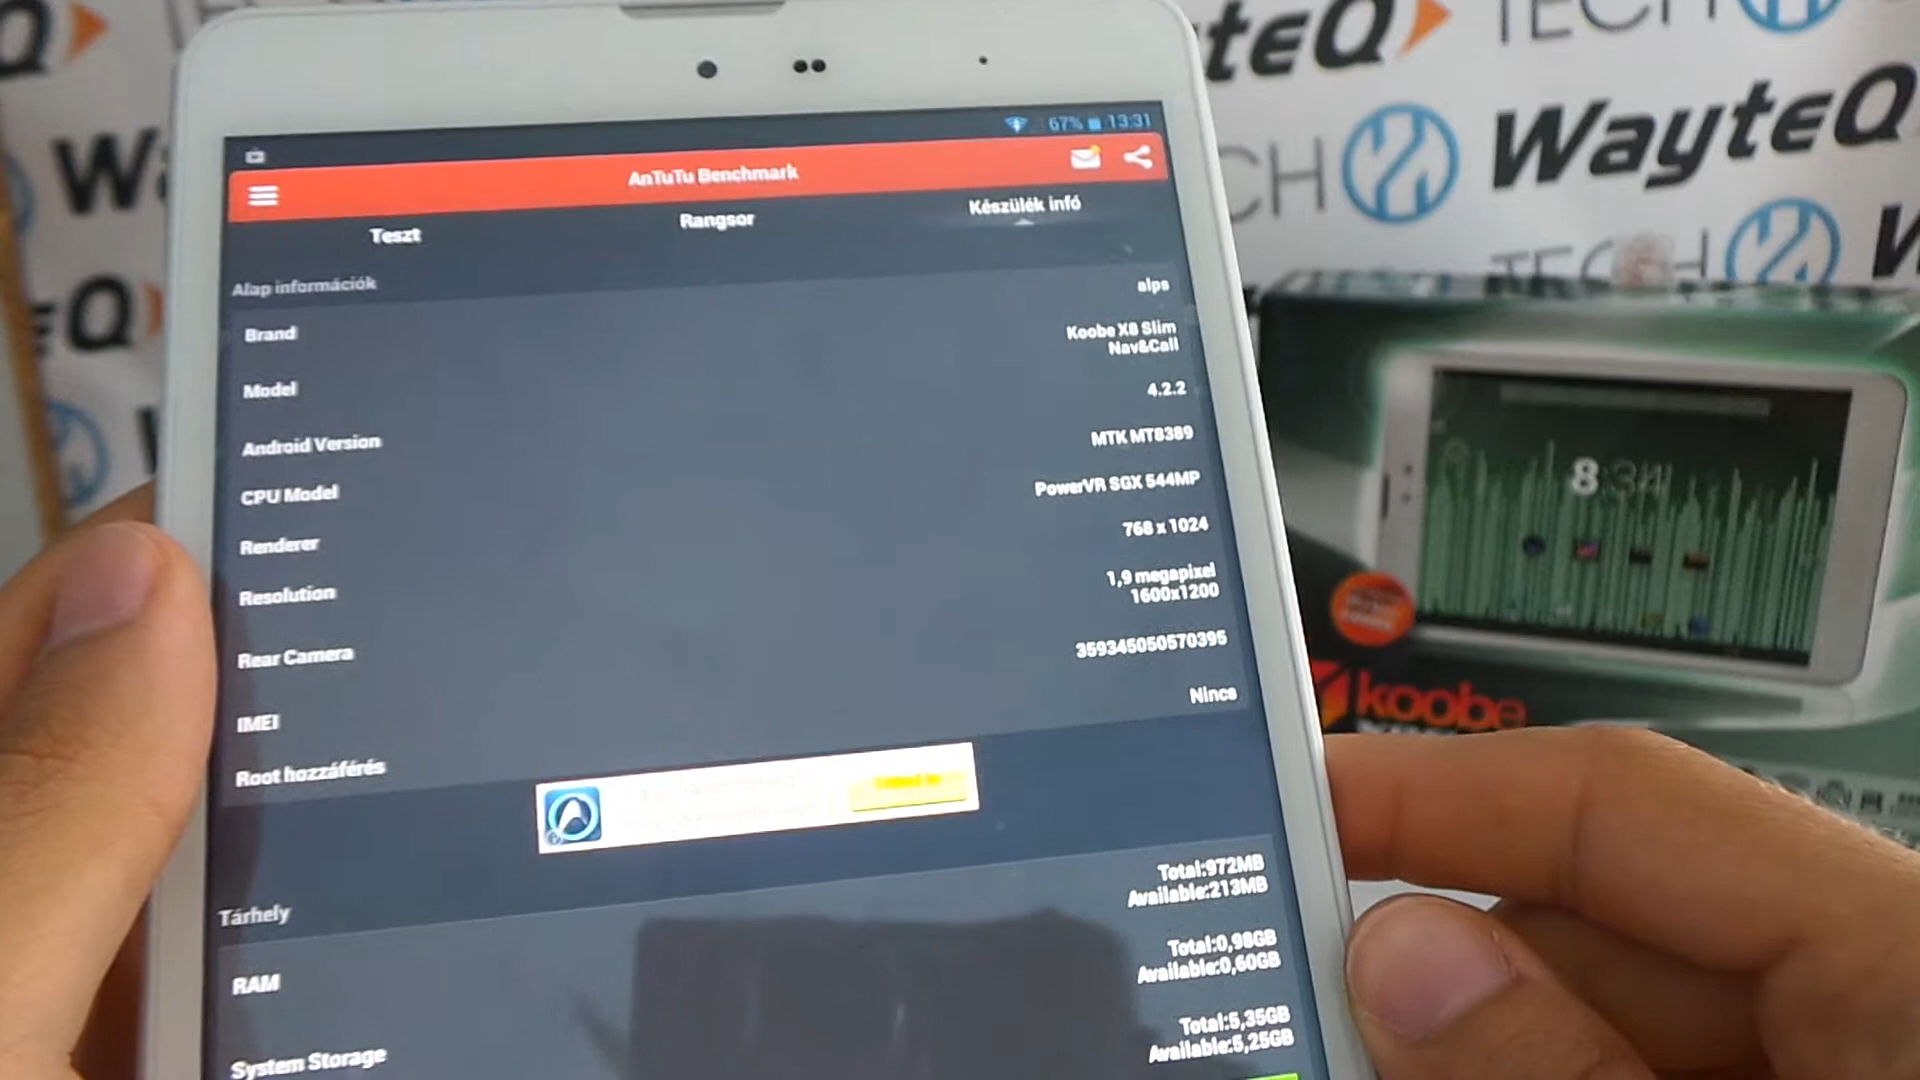 WayteQ
TECH
67% 13:31
AnTuTu Benchmark
Teszt
Rangsor
Készülék infó
Alap információk
Brand
alps
Model
Koobe X8 Slim
Nav&Call
Android Version
4.2.2
CPU Model
MTK MT8389
Renderer
PowerVR SGX 544MP
Resolution
768 x 1024
Rear Camera
1,9 megapixel
1600x1200
IMEI
359345050570395
Root hozzáférés
Nincs
Tárhely
RAM
Total:972MB
Available:213MB
System Storage
Total:0,98GB
Available:0,60GB
Total:5,35GB
Available:5,25GB
8:34
koobe